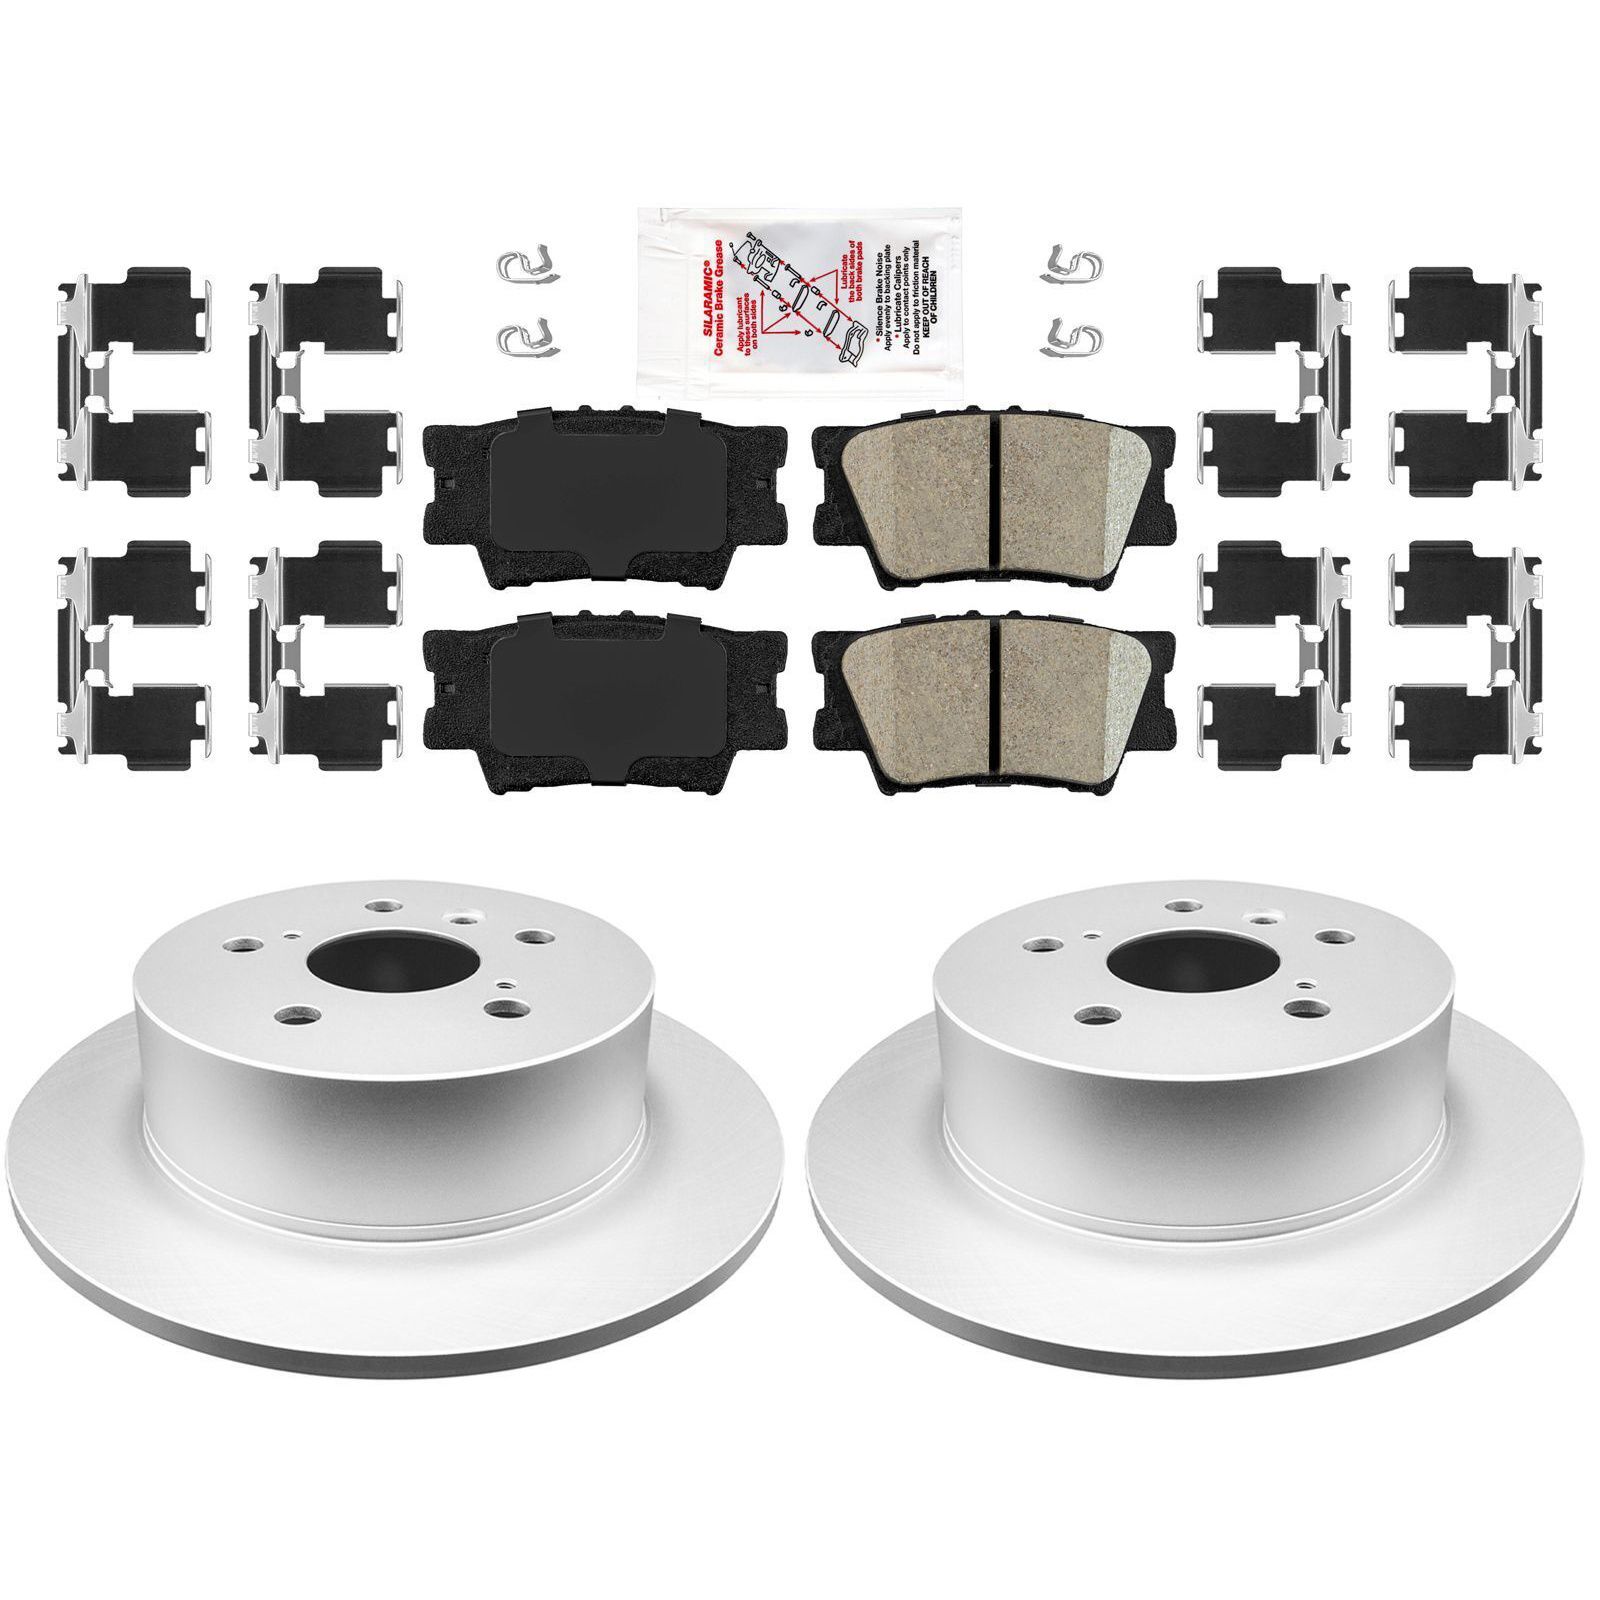 SILARAMIC®
Ceramic Brake Grease
Apply lubricant
to these surfaces
on both sides
Lubricate
the back sides of
both brake pads
* Silence Brake Noise
Apply evenly to backing plate
* Lubricate Calipers
Apply to contact points only
Do not apply to friction material
KEEP OUT OF REACH
OF CHILDREN